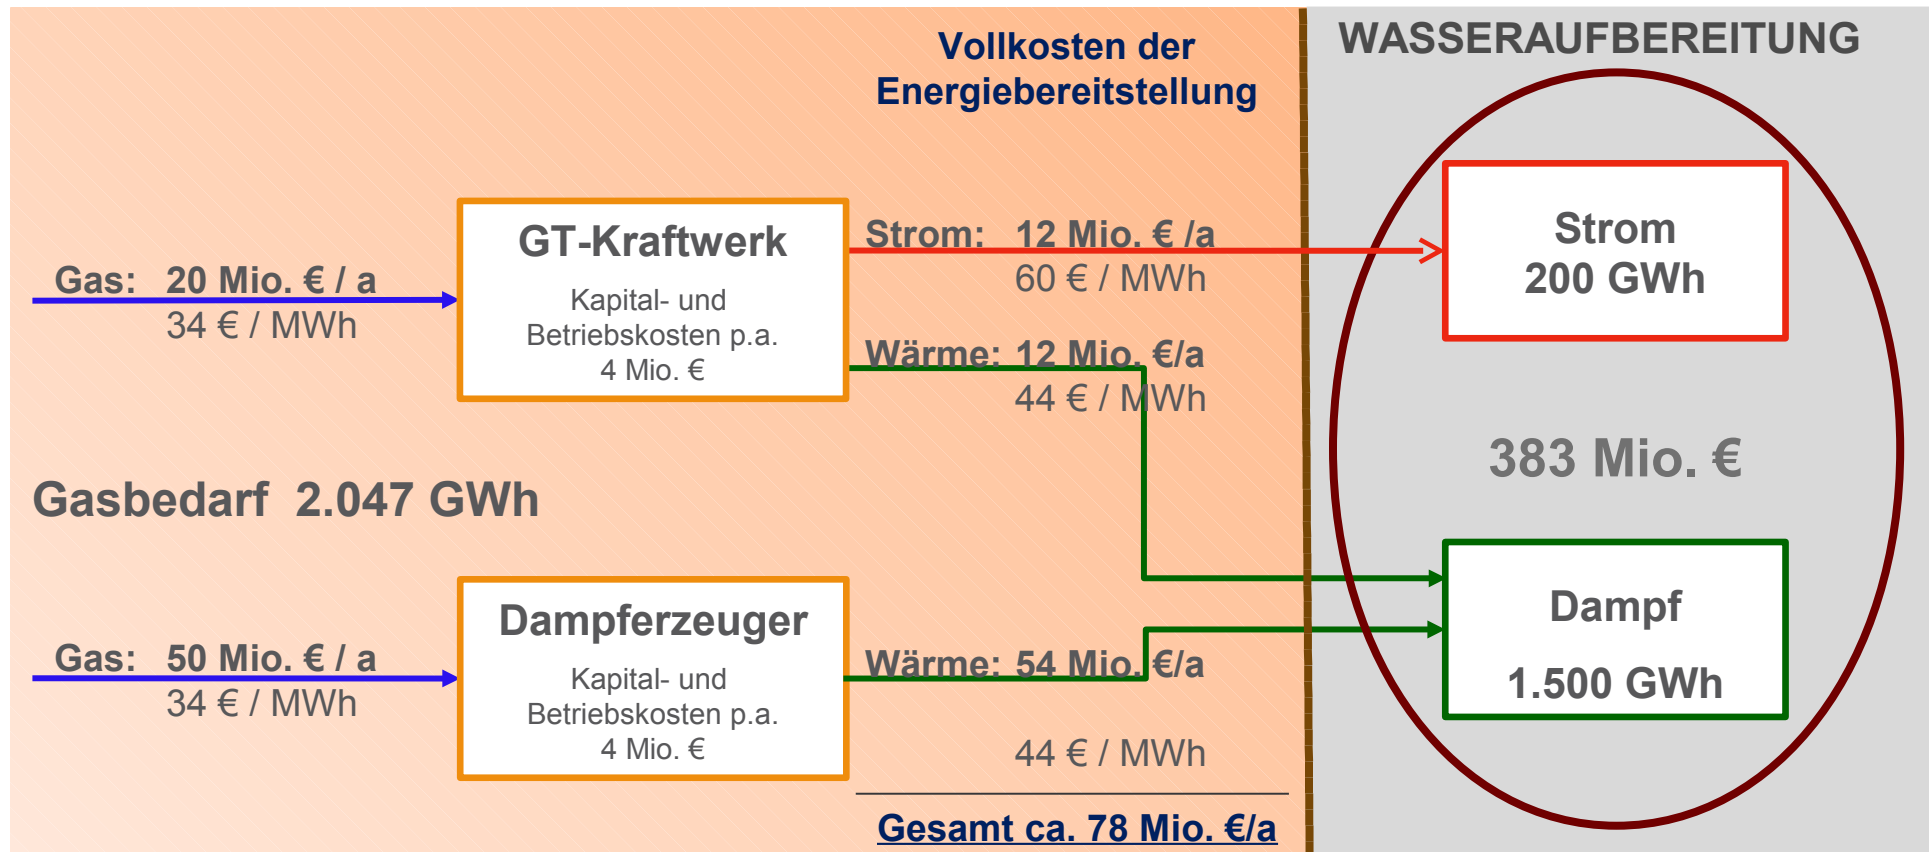 Vollkosten der
Energiebereitstellung
WASSERAUFBEREITUNG
Gas: 20 Mio. € / a
34 € / MWh
GT-Kraftwerk
Kapital- und
Betriebskosten p.a.
4 Mio. €
Strom: 12 Mio. € /a
60 € / MWh
Wärme: 12 Mio. €/a
44 € / MWh
Strom
200 GWh
383 Mio. €
Gasbedarf 2.047 GWh
Gas: 50 Mio. € / a
34 € / MWh
Dampferzeuger
Kapital- und
Betriebskosten p.a.
4 Mio. €
Wärme: 54 Mio. €/a
44 € / MWh
Dampf
1.500 GWh
Gesamt ca. 78 Mio. €/a